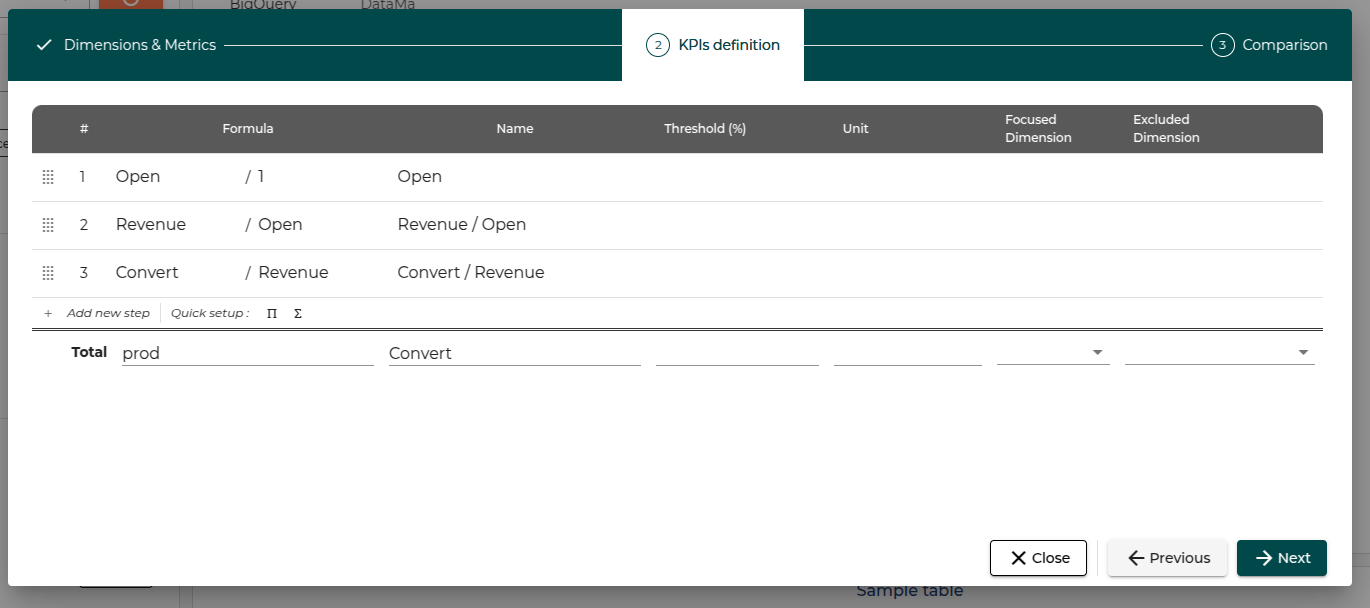 BigQuery DataMa
Dimensions & Metrics 2 KPIs definition 3 Comparison
# Formula Name Threshold (%) Unit Focused Dimension Excluded Dimension
1 Open / 1 Open
2 Revenue / Open Revenue / Open
3 Convert / Revenue Convert / Revenue
+ Add new step Quick setup : Π Σ
Total prod Convert
Close Previous Next
Sample table